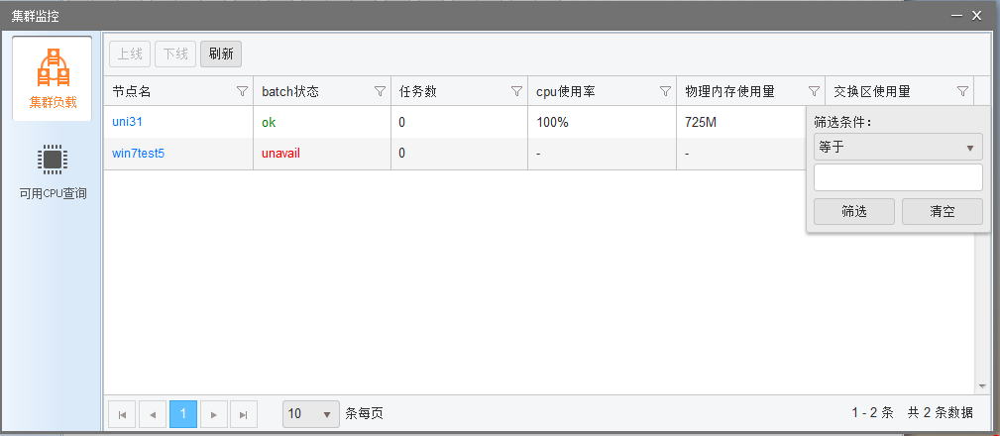 集群监控
集群负载
可用CPU查询
上线 下线 刷新
节点名 batch状态 任务数 cpu使用率 物理内存使用量 交换区使用量
uni31 ok 0 100% 725M
win7test5 unavail 0 - -
筛选条件：
等于
筛选 清空
1 10 条每页 1 - 2 条 共 2 条数据